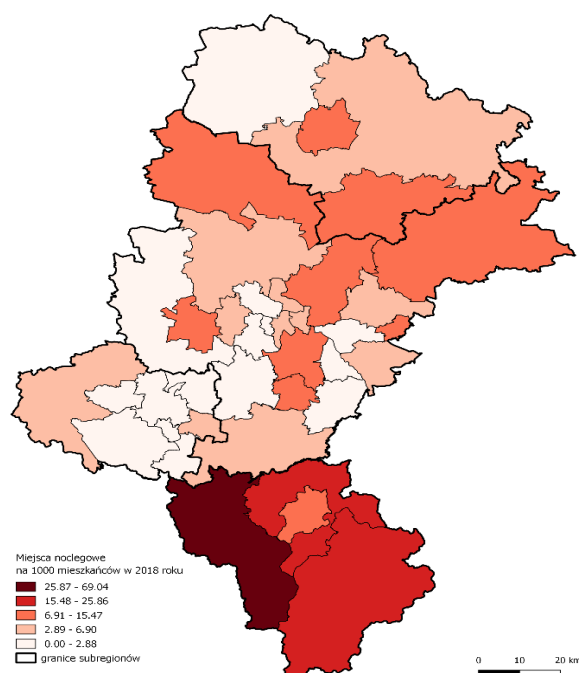 Miejsca noclegowe
na 1000 mieszkańców w 2018 roku
25.87 - 69.04
15.48 - 25.86
6.91 - 15.47
2.89 - 6.90
0.00 - 2.88
granice subregionów
0 10 20 km